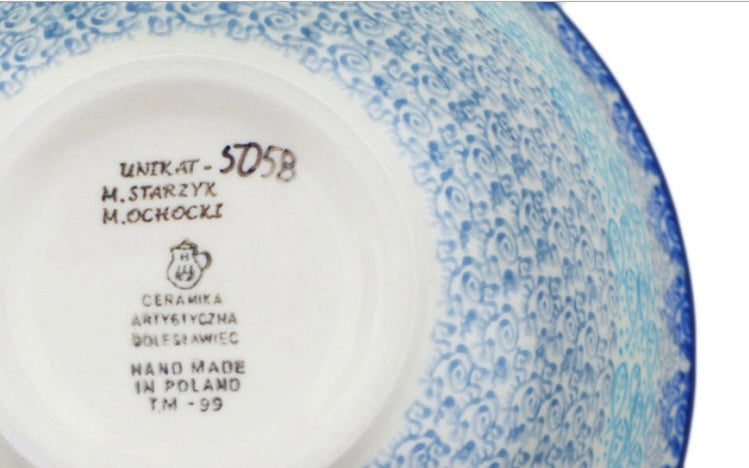 UNIKAT - 5058
M. STARZYK
M. OCHOCKI
H
CERAMIKA
ARTYSTYCZNA
BOLESŁAWIEC
HAND MADE
IN POLAND
T.M - 99